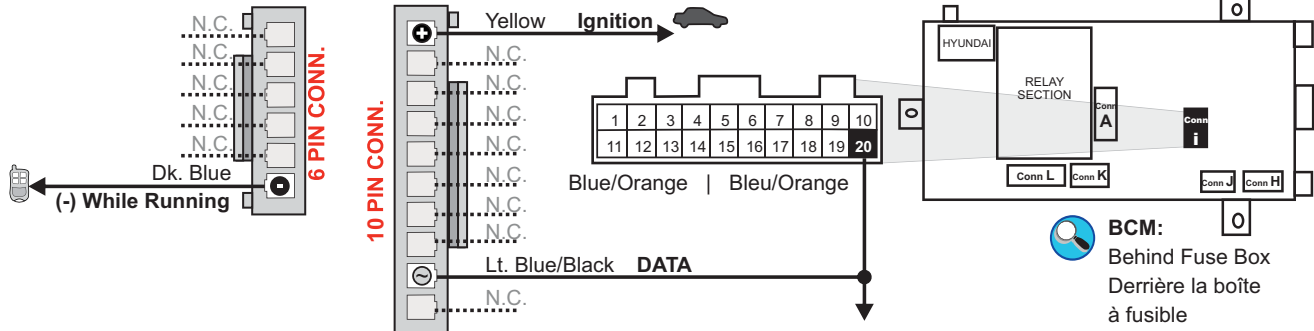 N.C.
N.C.
N.C.
N.C.
N.C.
Dk. Blue
(-) While Running
6 PIN CONN.
10 PIN CONN.
Yellow Ignition
N.C.
N.C.
N.C.
N.C.
N.C.
N.C.
N.C.
Lt. Blue/Black DATA
N.C.
1 2 3 4 5 6 7 8 9 10
11 12 13 14 15 16 17 18 19 20
Blue/Orange | Bleu/Orange
HYUNDAI
RELAY
SECTION
Conn
A
Conn
i
Conn L
Conn K
Conn J
Conn H
BCM:
Behind Fuse Box
Derrière la boîte
à fusible